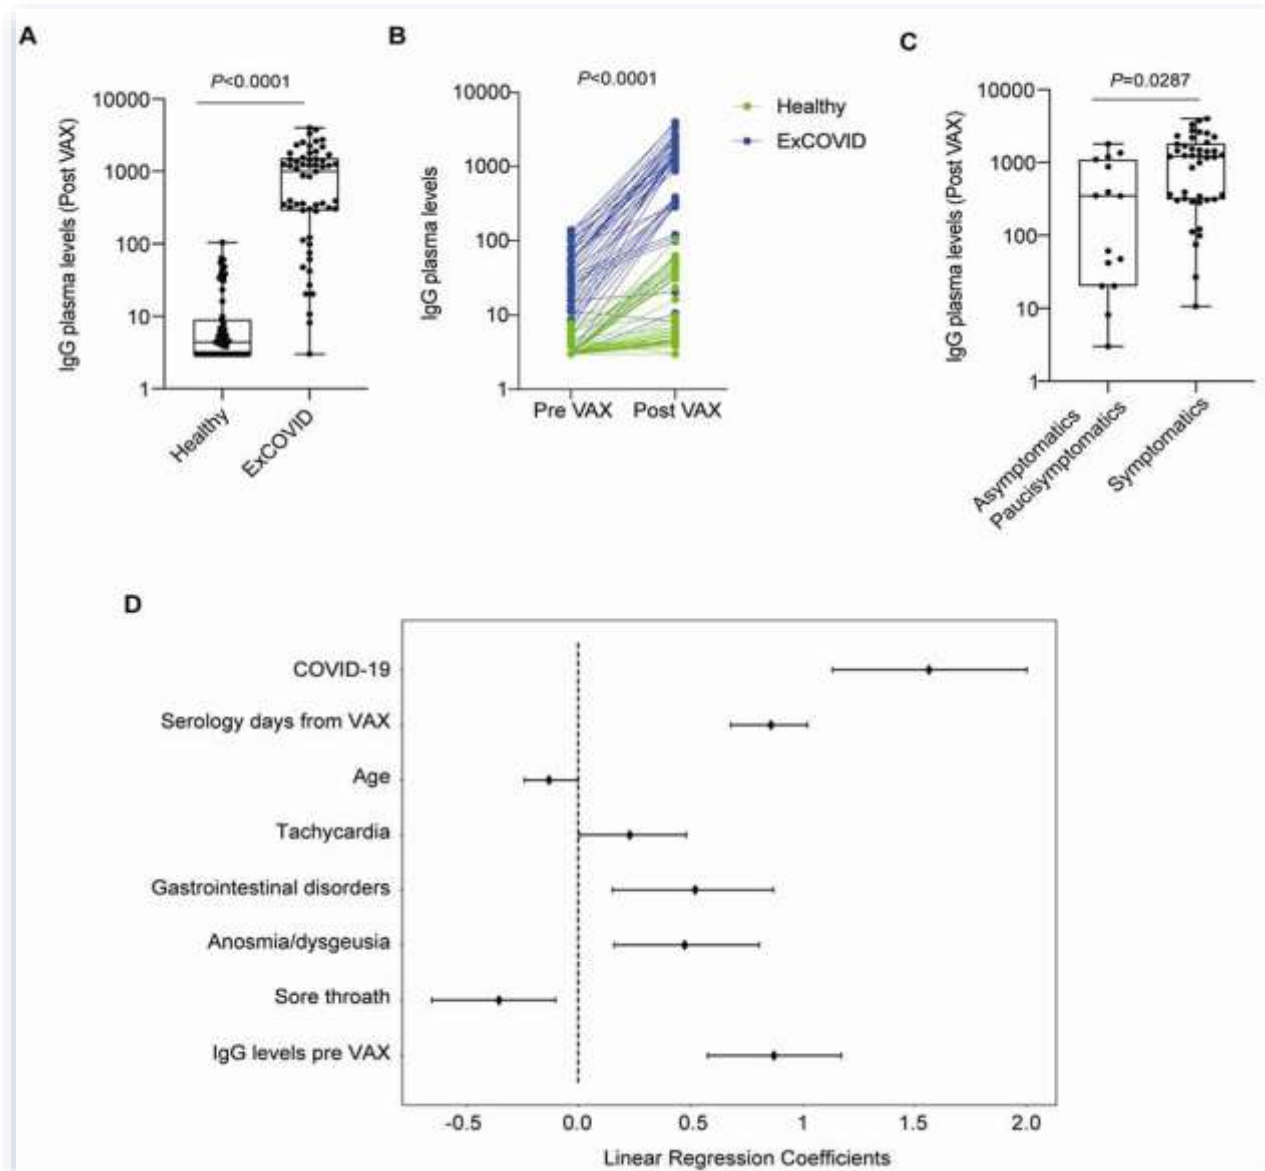 A
P<0.0001
IgG plasma levels (Post VAX)
10000
1000
100
10
1
Healthy
ExCOVID
B
P<0.0001
IgG plasma levels
10000
1000
100
10
1
Pre VAX
Post VAX
Healthy
ExCOVID
C
P=0.0287
IgG plasma levels (Post VAX)
10000
1000
100
10
1
Asymptomatics
Paucisymptomatics
Symptomatics
D
COVID-19
Serology days from VAX
Age
Tachycardia
Gastrointestinal disorders
Anosmia/dysgeusia
Sore throath
IgG levels pre VAX
-0.5
0.0
0.5
1
1.5
2.0
Linear Regression Coefficients